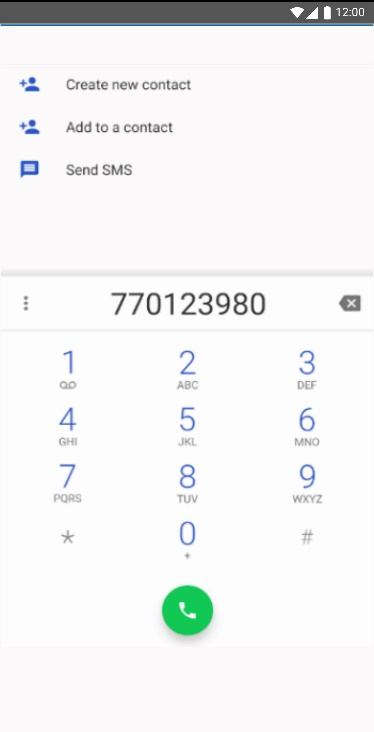 12:00
Create new contact
Add to a contact
Send SMS
770123980
1 2 3
ABC DEF
4 5 6
GHI JKL MNO
7 8 9
PQRS TUV WXYZ
* 0 #
+